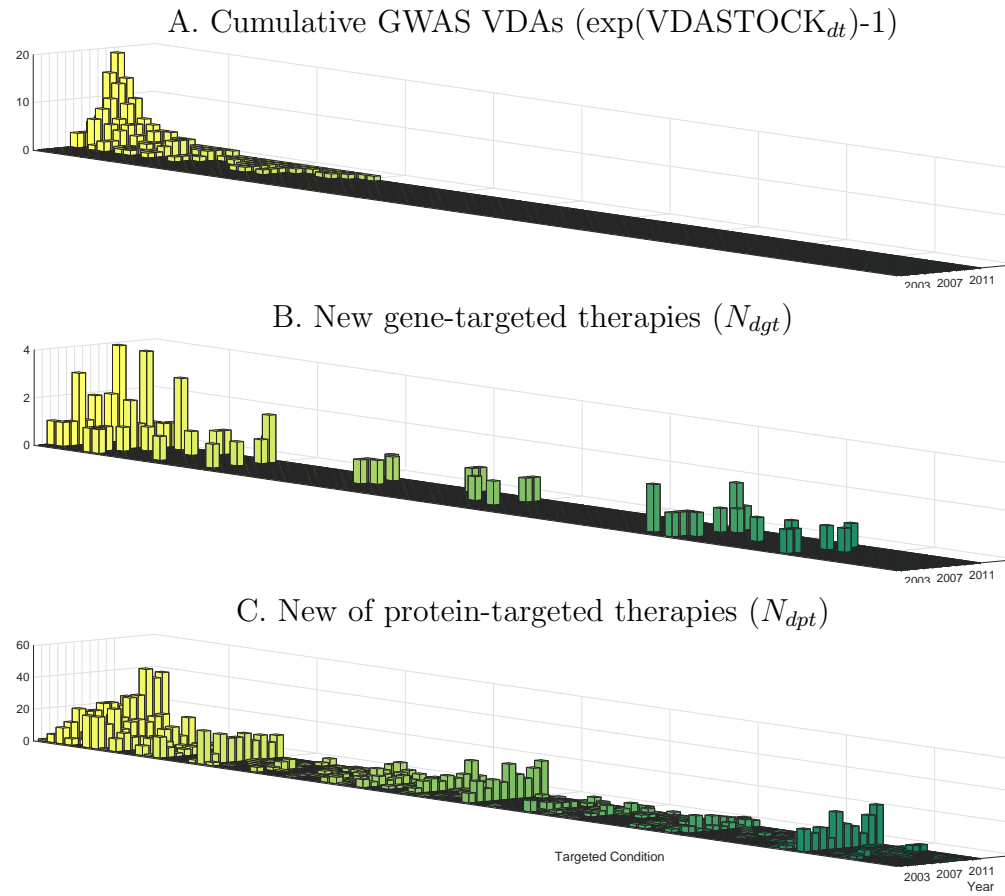 A. Cumulative GWAS VDAs (exp(VDASTOCK_dt)-1)
20
10
0
2003 2007 2011
B. New gene-targeted therapies (N_dgt)
4
2
0
2003 2007 2011
C. New of protein-targeted therapies (N_dpt)
60
40
20
0
Targeted Condition
2003 2007 2011
Year